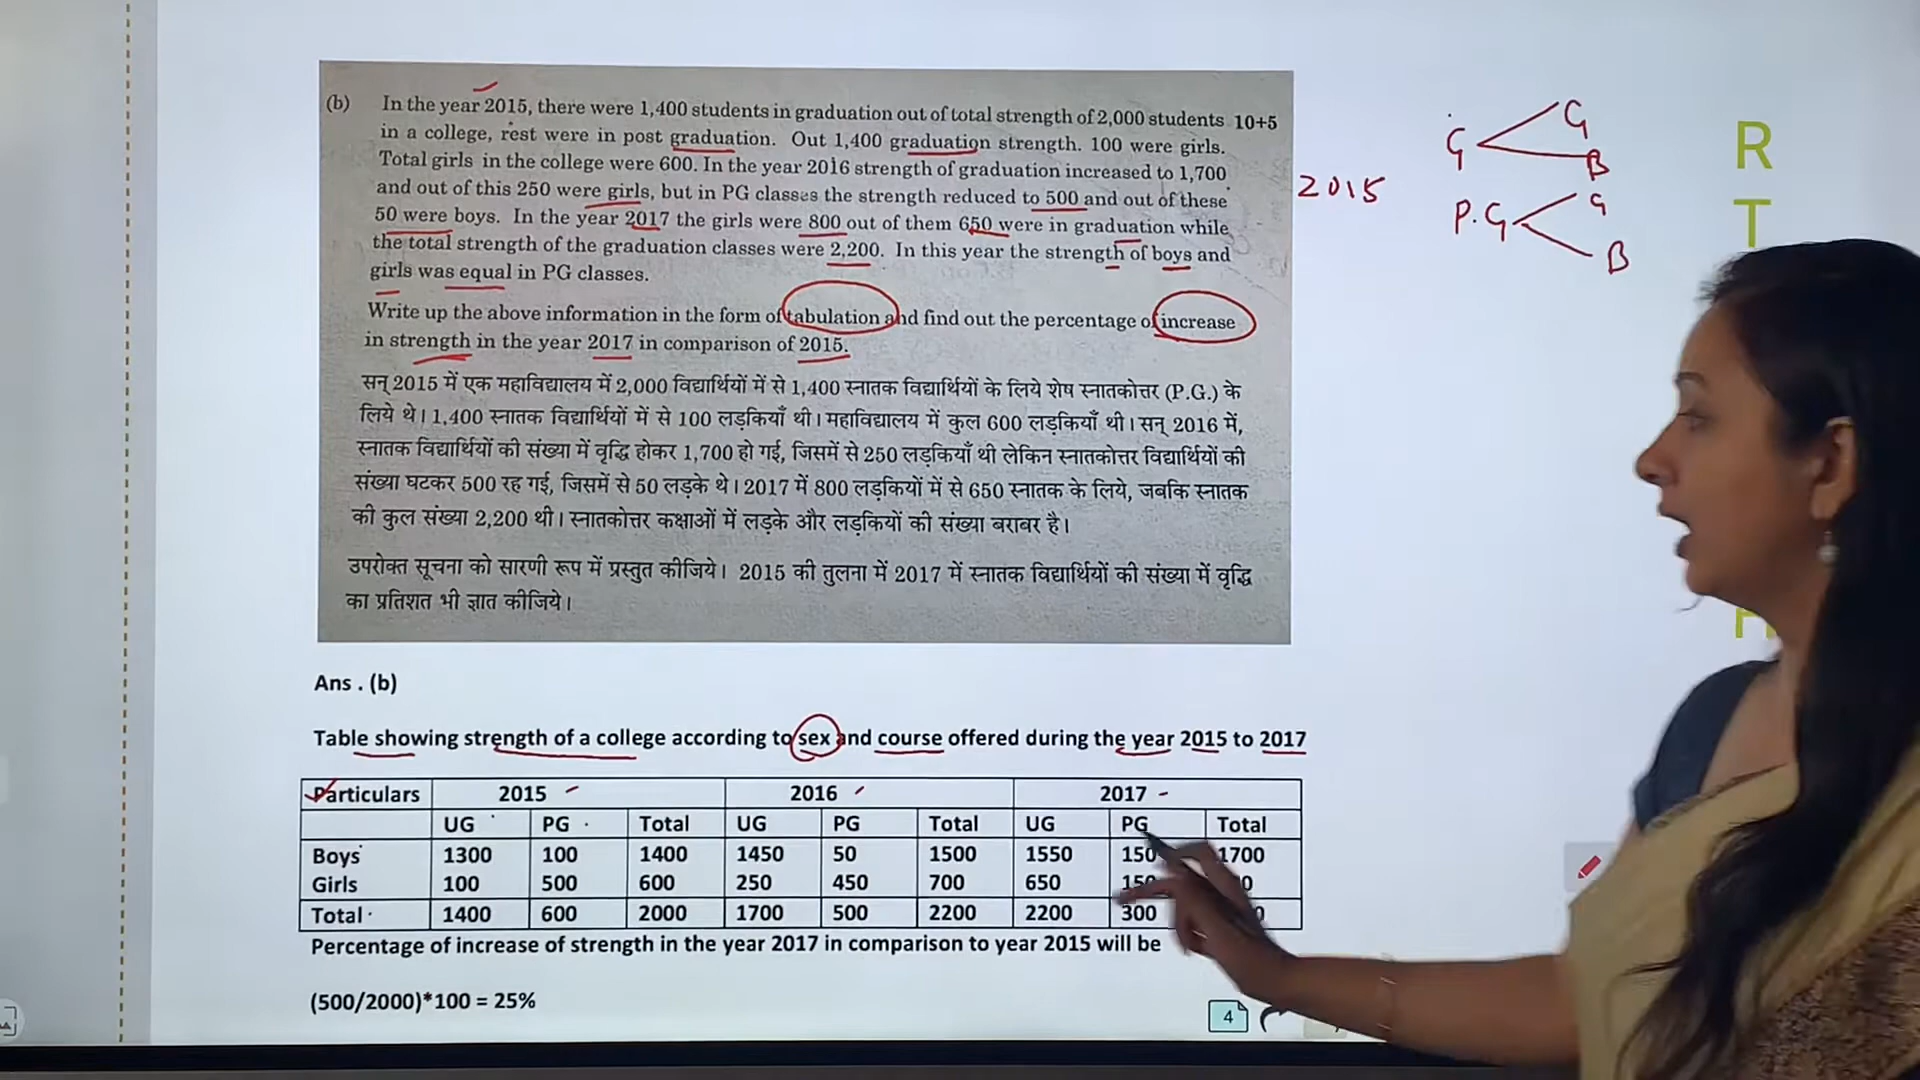 (b) In the year 2015, there were 1,400 students in graduation out of total strength of 2,000 students 10+5
in a college, rest were in post graduation. Out 1,400 graduation strength. 100 were girls.
Total girls in the college were 600. In the year 2016 strength of graduation increased to 1,700
and out of this 250 were girls, but in PG classes the strength reduced to 500 and out of these
50 were boys. In the year 2017 the girls were 800 out of them 650 were in graduation while
the total strength of the graduation classes were 2,200. In this year the strength of boys and
girls was equal in PG classes.
Write up the above information in the form of tabulation and find out the percentage of increase
in strength in the year 2017 in comparison of 2015.
सन् 2015 में एक महाविद्यालय में 2,000 विद्यार्थियों में से 1,400 स्नातक विद्यार्थियों के लिये शेष स्नातकोत्तर (P.G.) के
लिये थे। 1,400 स्नातक विद्यार्थियों में से 100 लड़कियाँ थी। महाविद्यालय में कुल 600 लड़कियाँ थी। सन् 2016 में,
स्नातक विद्यार्थियों की संख्या में वृद्धि होकर 1,700 हो गई, जिसमें से 250 लड़कियाँ थी लेकिन स्नातकोत्तर विद्यार्थियों की
संख्या घटकर 500 रह गई, जिसमें से 50 लड़के थे। 2017 में 800 लड़कियों में से 650 स्नातक के लिये, जबकि स्नातक
की कुल संख्या 2,200 थी। स्नातकोत्तर कक्षाओं में लड़के और लड़कियों की संख्या बराबर है।
उपरोक्त सूचना को सारणी रूप में प्रस्तुत कीजिये। 2015 की तुलना में 2017 में स्नातक विद्यार्थियों की संख्या में वृद्धि
का प्रतिशत भी ज्ञात कीजिये।
2015
G G
B
P.G G
B
R
T
H
Ans . (b)
Table showing strength of a college according to sex and course offered during the year 2015 to 2017
Particulars 2015 2016 2017
UG PG Total UG PG Total UG PG Total
Boys 1300 100 1400 1450 50 1500 1550 150 1700
Girls 100 500 600 250 450 700 650 150
Total 1400 600 2000 1700 500 2200 2200 300
Percentage of increase of strength in the year 2017 in comparison to year 2015 will be
(500/2000)*100 = 25%
4